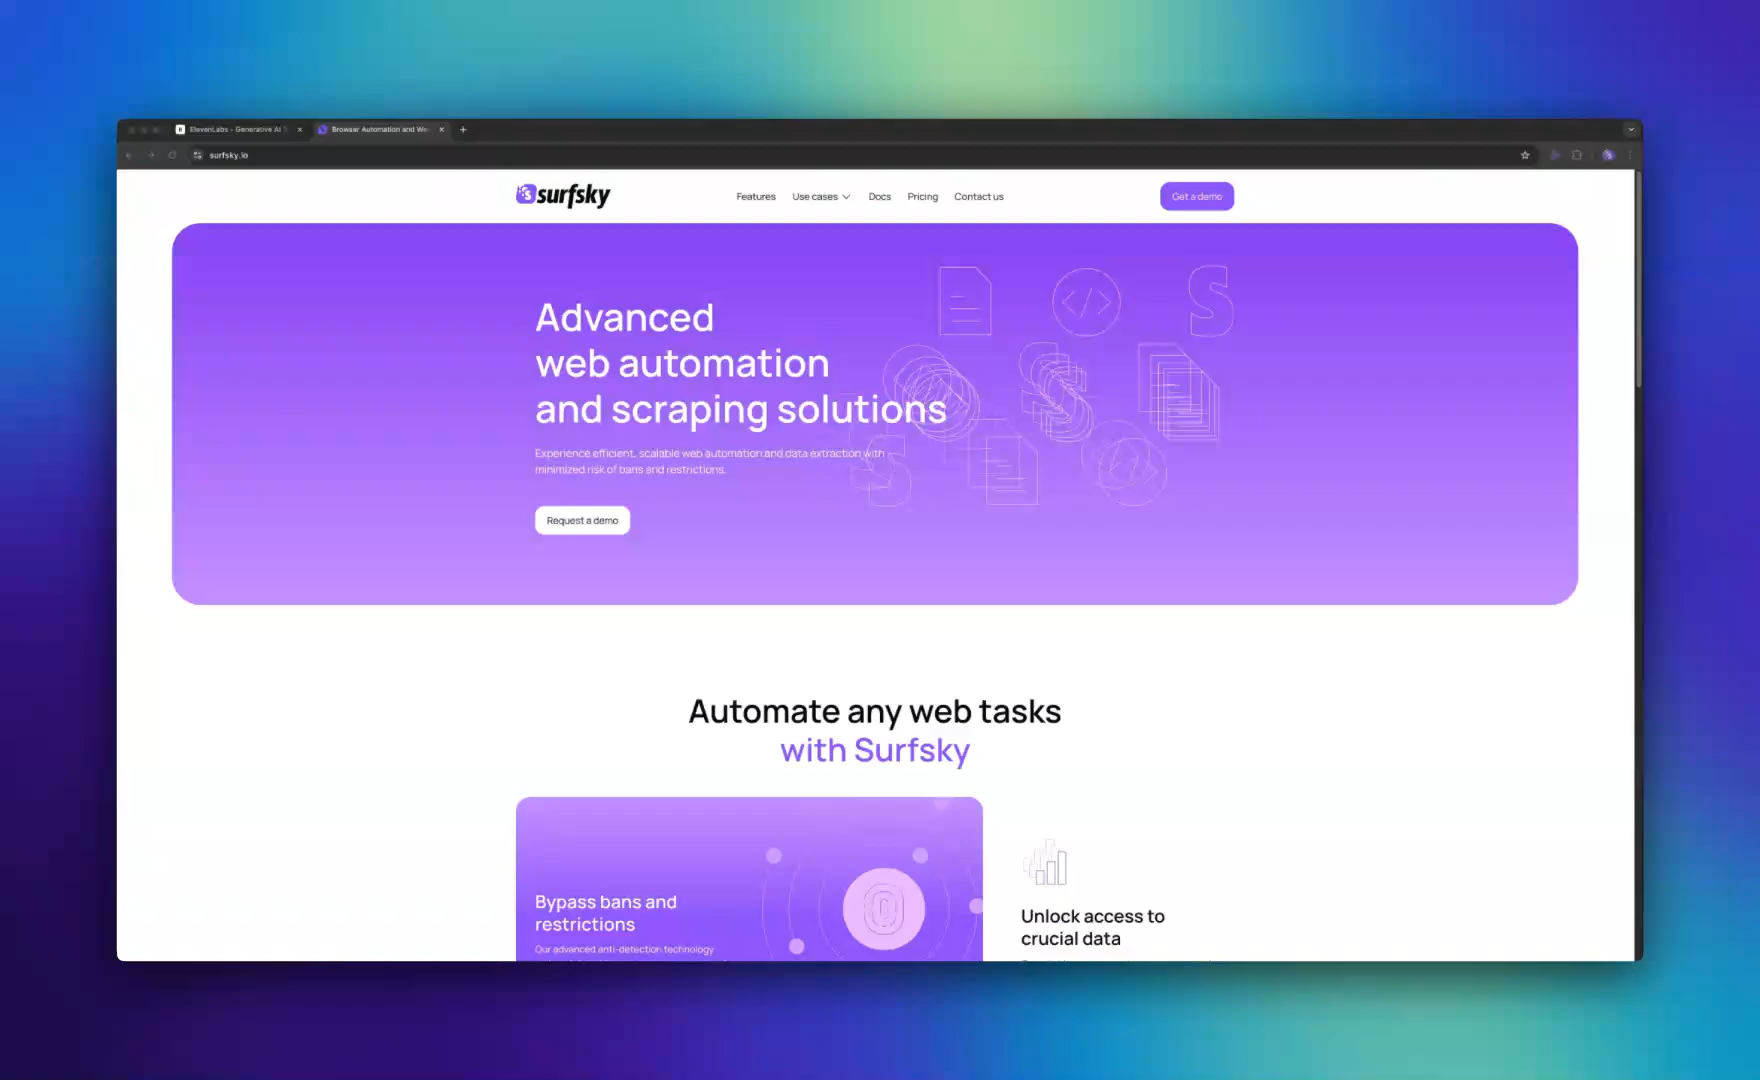 ElevenLabs - Generative AI
Browser Automation and We
surfsky.io
surfsky
Features
Use cases
Docs
Pricing
Contact us
Get a demo
Advanced
web automation
and scraping solutions
Experience efficient, scalable web automation and data extraction with
minimized risk of bans and restrictions.
Request a demo
Automate any web tasks
with Surfsky
Bypass bans and
restrictions
Our advanced anti-detection technology
Unlock access to
crucial data